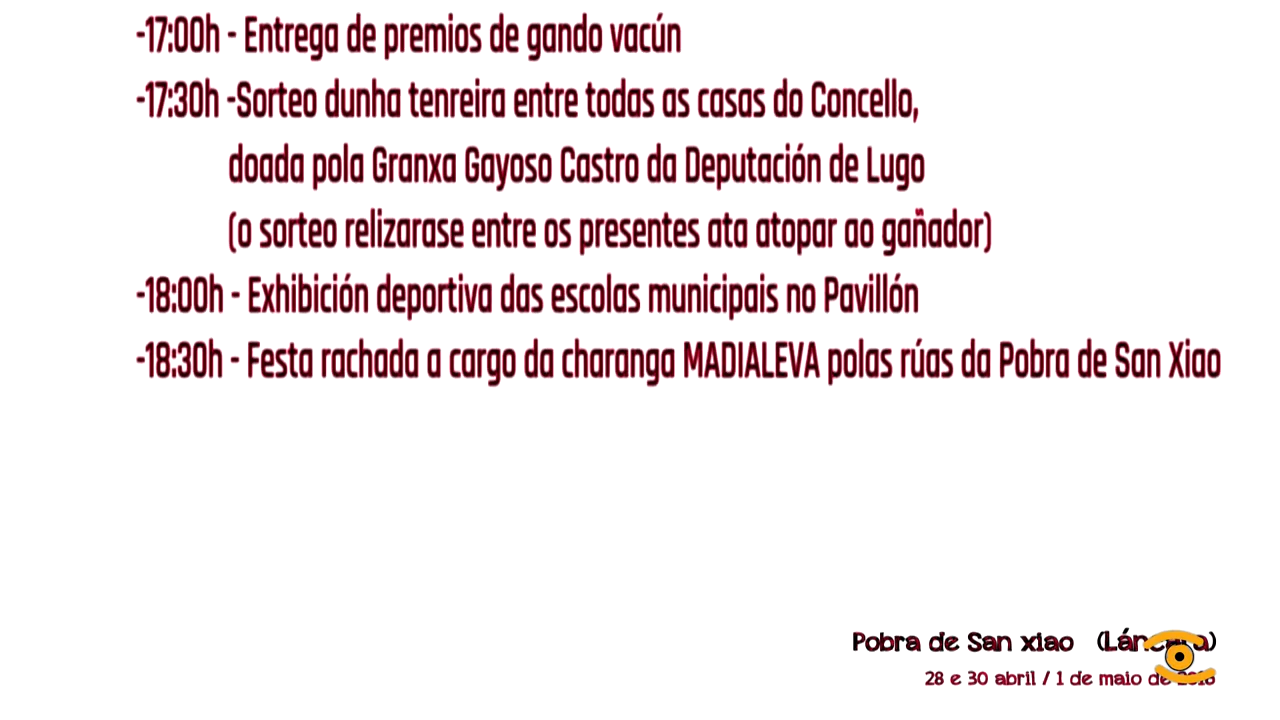 -17:00h - Entrega de premios de gando vacún
-17:30h -Sorteo dunha tenreira entre todas as casas do Concello,
doada pola Granxa Gayoso Castro da Deputación de Lugo
(o sorteo relizarase entre os presentes ata atopar ao gañador)
-18:00h - Exhibición deportiva das escolas municipais no Pavillón
-18:30h - Festa rachada a cargo da charanga MADIALEVA polas rúas da Pobra de San Xiao
Pobra de San xiao
28 e 30 abril / 1 de maio de